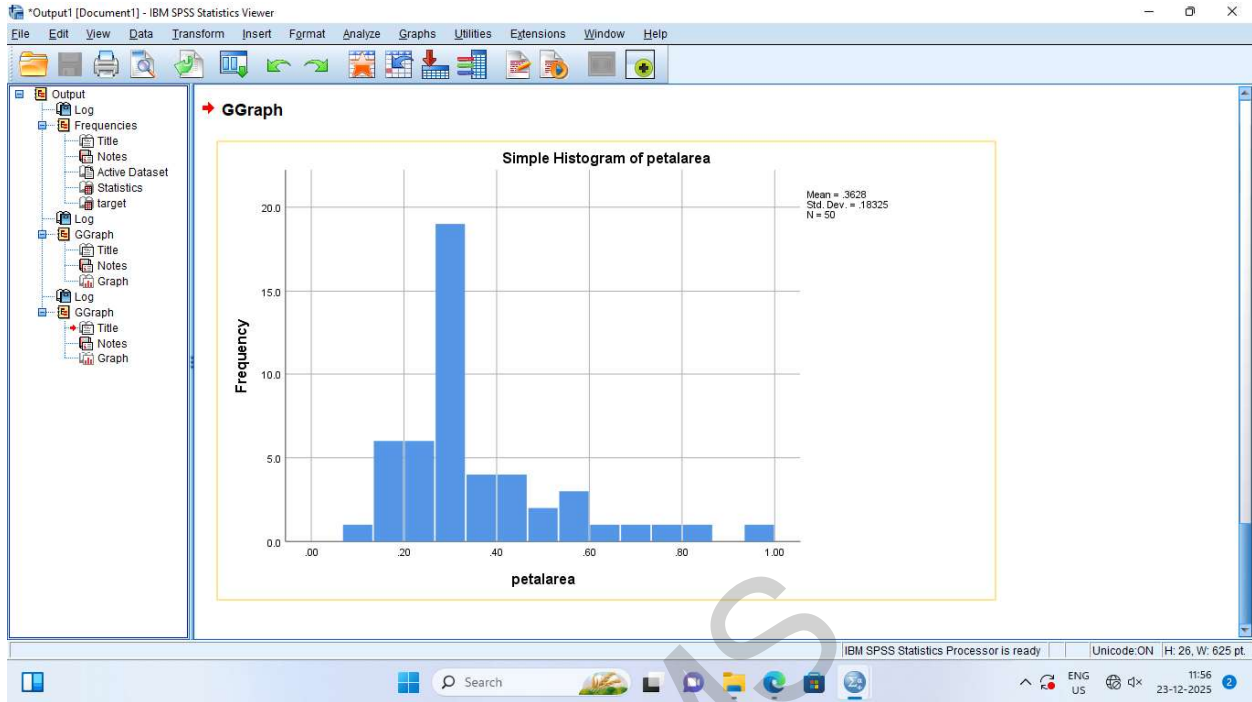 *Output1 [Document1] - IBM SPSS Statistics Viewer
File Edit View Data Transform Insert Format Analyze Graphs Utilities Extensions Window Help
Output
Log
Frequencies
Title
Notes
Active Dataset
Statistics
target
Log
GGraph
Title
Notes
Graph
Log
GGraph
Title
Notes
Graph
GGraph
Simple Histogram of petalarea
Mean = .3628
Std. Dev. = .18325
N = 50
Frequency
20.0
15.0
10.0
5.0
0.0
.00 .20 .40 .60 .80 1.00
petalarea
IBM SPSS Statistics Processor is ready Unicode:ON H: 26, W: 625 pt.
Search
ENG
US
11:56
23-12-2025
2